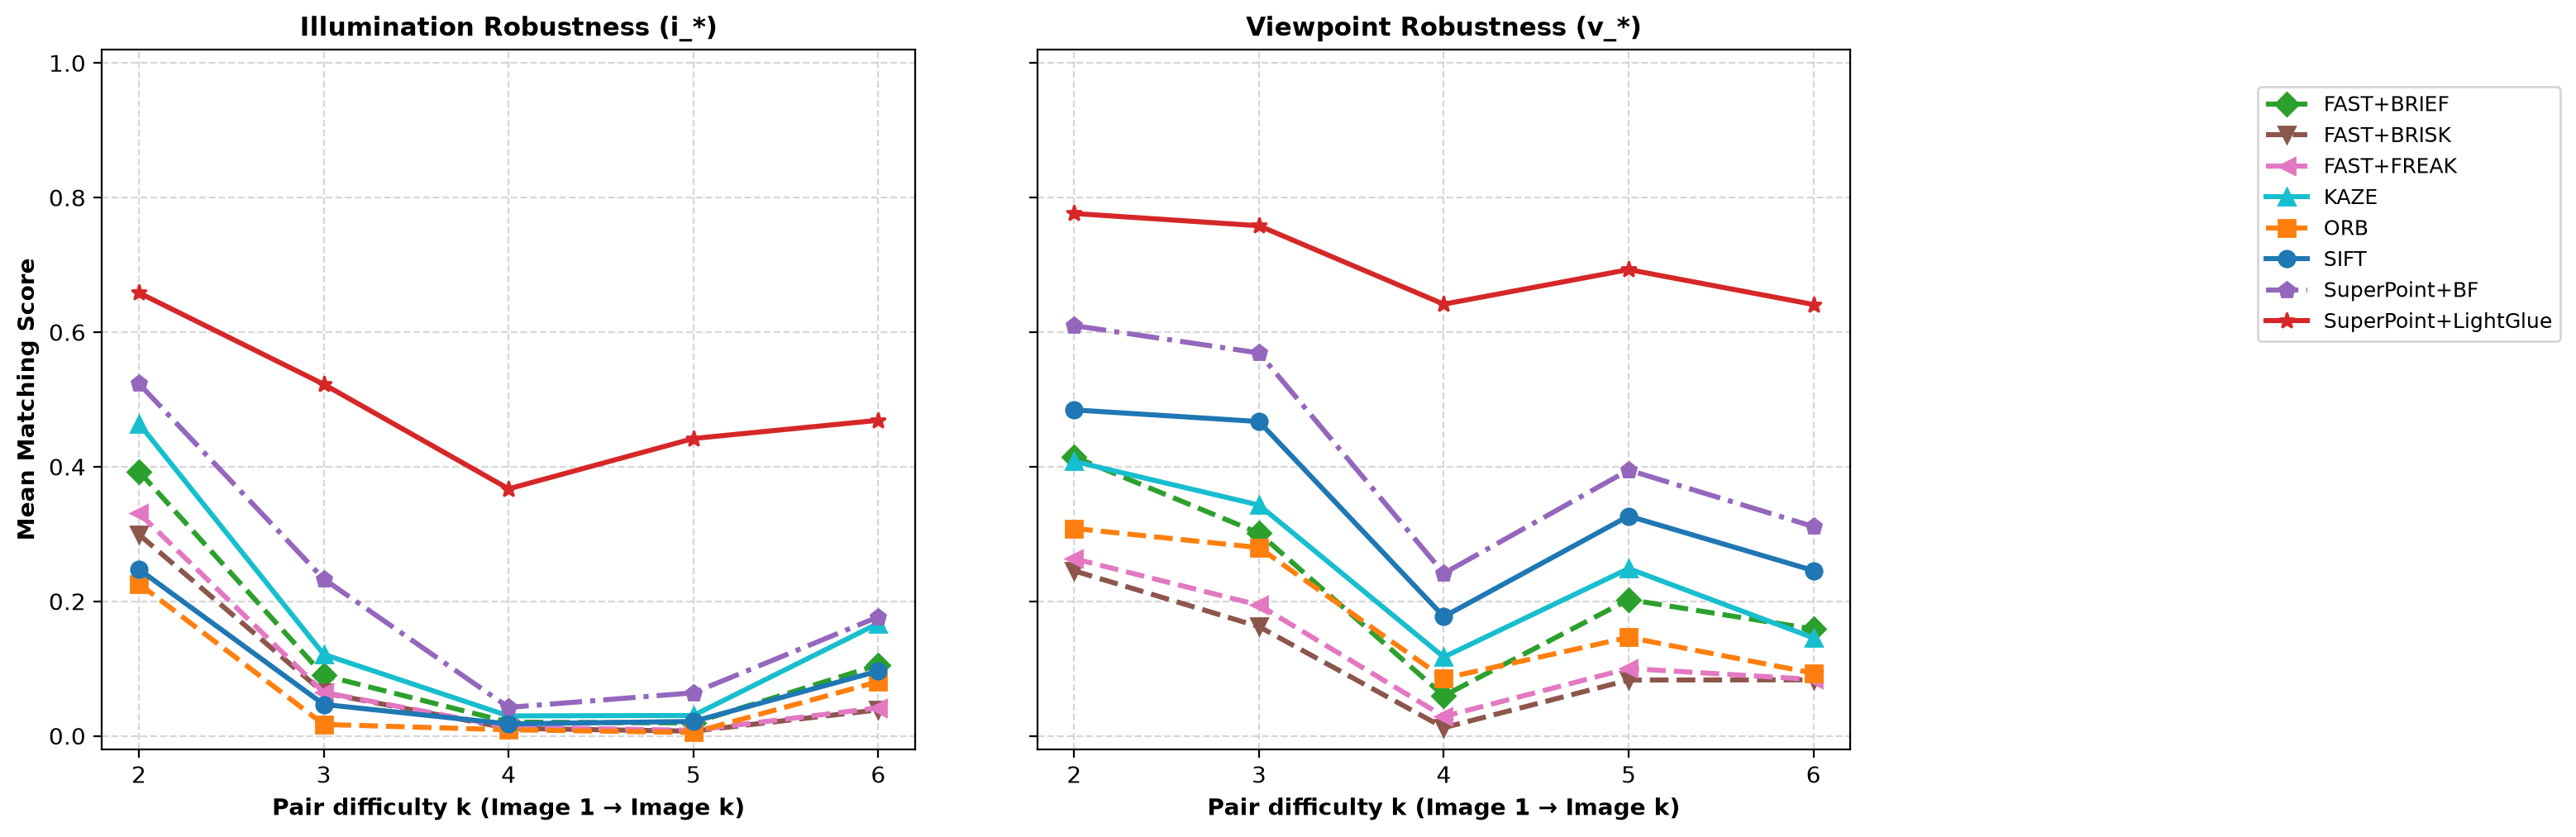 Illumination Robustness (i_*)
Mean Matching Score
1.0
0.8
0.6
0.4
0.2
0.0
2 3 4 5 6
Pair difficulty k (Image 1 → Image k)
Viewpoint Robustness (v_*)
2 3 4 5 6
Pair difficulty k (Image 1 → Image k)
FAST+BRIEF
FAST+BRISK
FAST+FREAK
KAZE
ORB
SIFT
SuperPoint+BF
SuperPoint+LightGlue